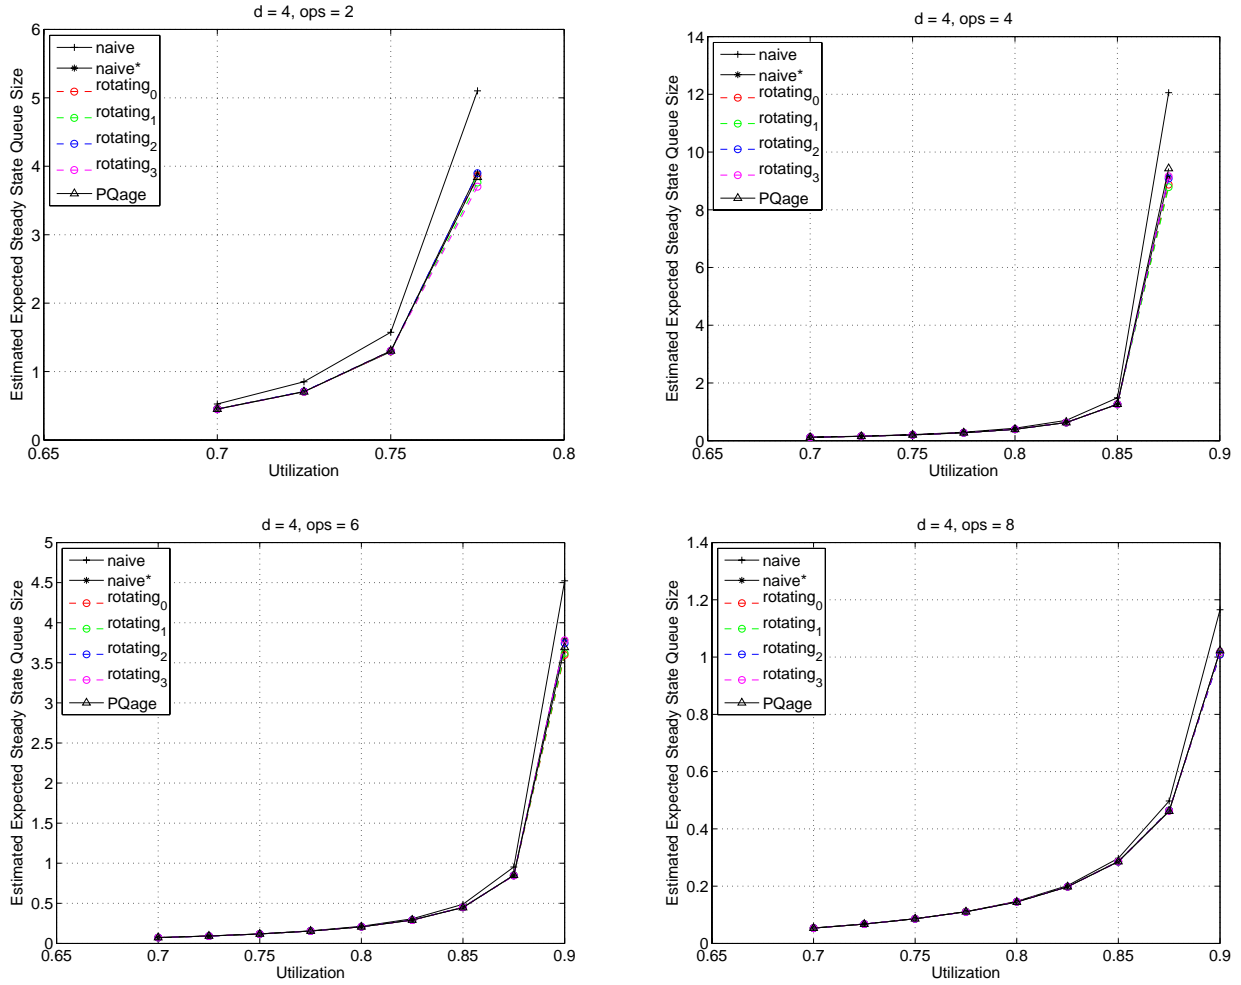 d = 4, ops = 2
Estimated Expected Steady State Queue Size
6
5
4
3
2
1
0
naive
naive*
rotating0
rotating1
rotating2
rotating3
PQage
0.65
0.7
0.75
0.8
Utilization
d = 4, ops = 4
Estimated Expected Steady State Queue Size
14
12
10
8
6
4
2
0
naive
naive*
rotating0
rotating1
rotating2
rotating3
PQage
0.65
0.7
0.75
0.8
0.85
0.9
Utilization
d = 4, ops = 6
Estimated Expected Steady State Queue Size
5
4.5
4
3.5
3
2.5
2
1.5
1
0.5
0
naive
naive*
rotating0
rotating1
rotating2
rotating3
PQage
0.65
0.7
0.75
0.8
0.85
0.9
Utilization
d = 4, ops = 8
Estimated Expected Steady State Queue Size
1.4
1.2
1
0.8
0.6
0.4
0.2
0
naive
naive*
rotating0
rotating1
rotating2
rotating3
PQage
0.65
0.7
0.75
0.8
0.85
0.9
Utilization